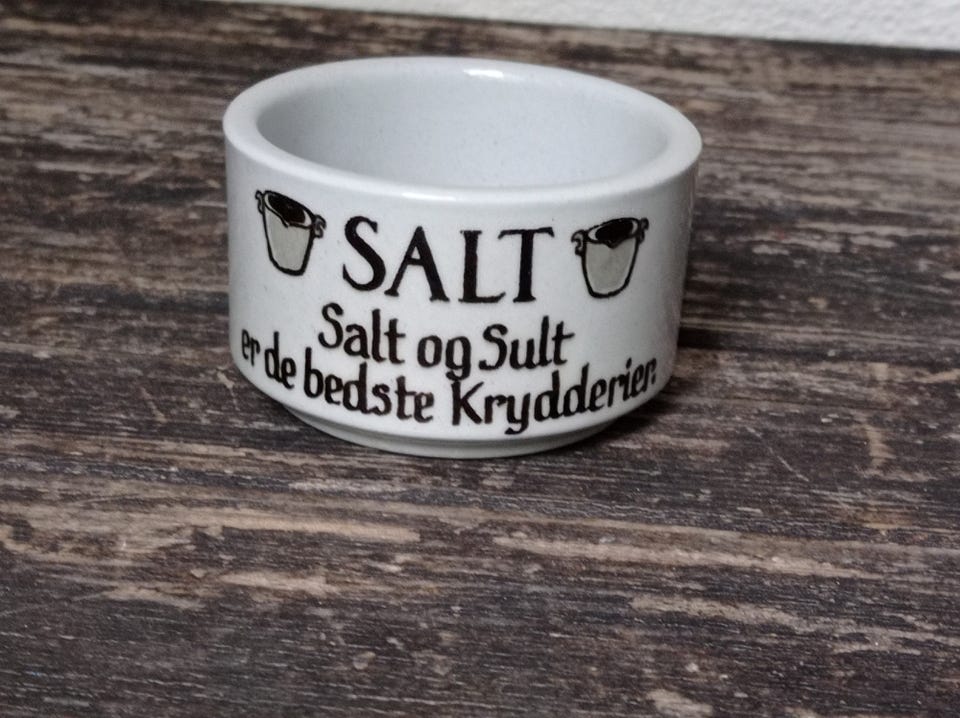 SALT
Salt og Sult
er de bedste Krydderier.